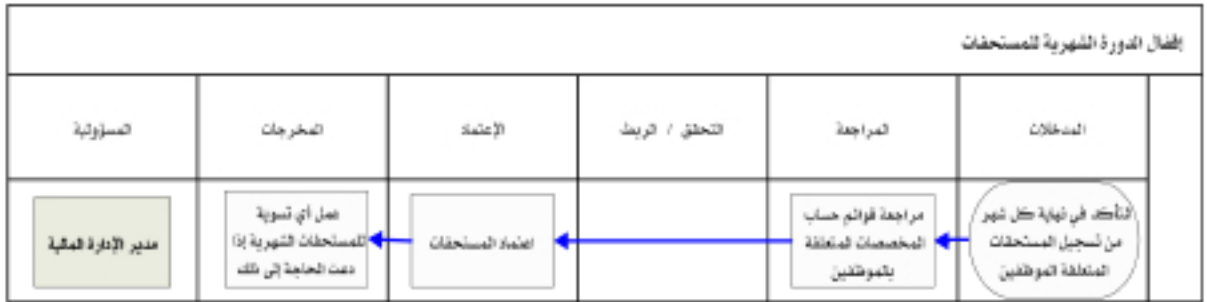 إقفال الدورة الشهرية للمستحقات
المدخلات
المراجعة
التحقق / الربط
الإعتماد
المخرجات
المسؤولية
التأكد في نهاية كل شهر
من تسجيل المستحقات
المتعلقة الموظفين
مراجعة قوائم حساب
المخصصات المتعلقة
بالموظفين
اعتماد المستحقات
عمل أي تسوية
للمستحقات الشهرية إذا
دعت الحاجة إلى ذلك
مدير الإدارة المالية